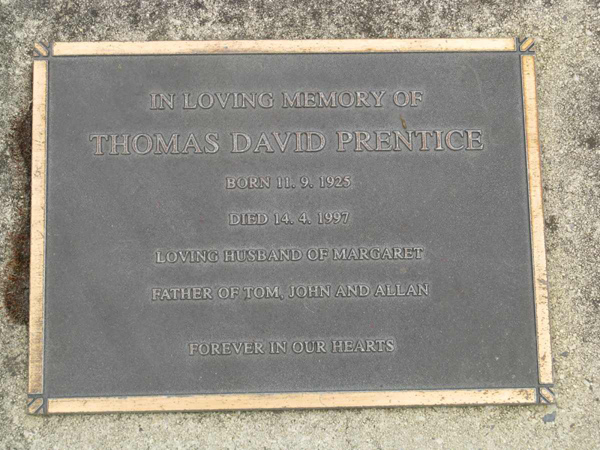 IN LOVING MEMORY OF
THOMAS DAVID PRENTICE
BORN 11. 9. 1925
DIED 14. 4. 1997
LOVING HUSBAND OF MARGARET
FATHER OF TOM, JOHN AND ALLAN
FOREVER IN OUR HEARTS